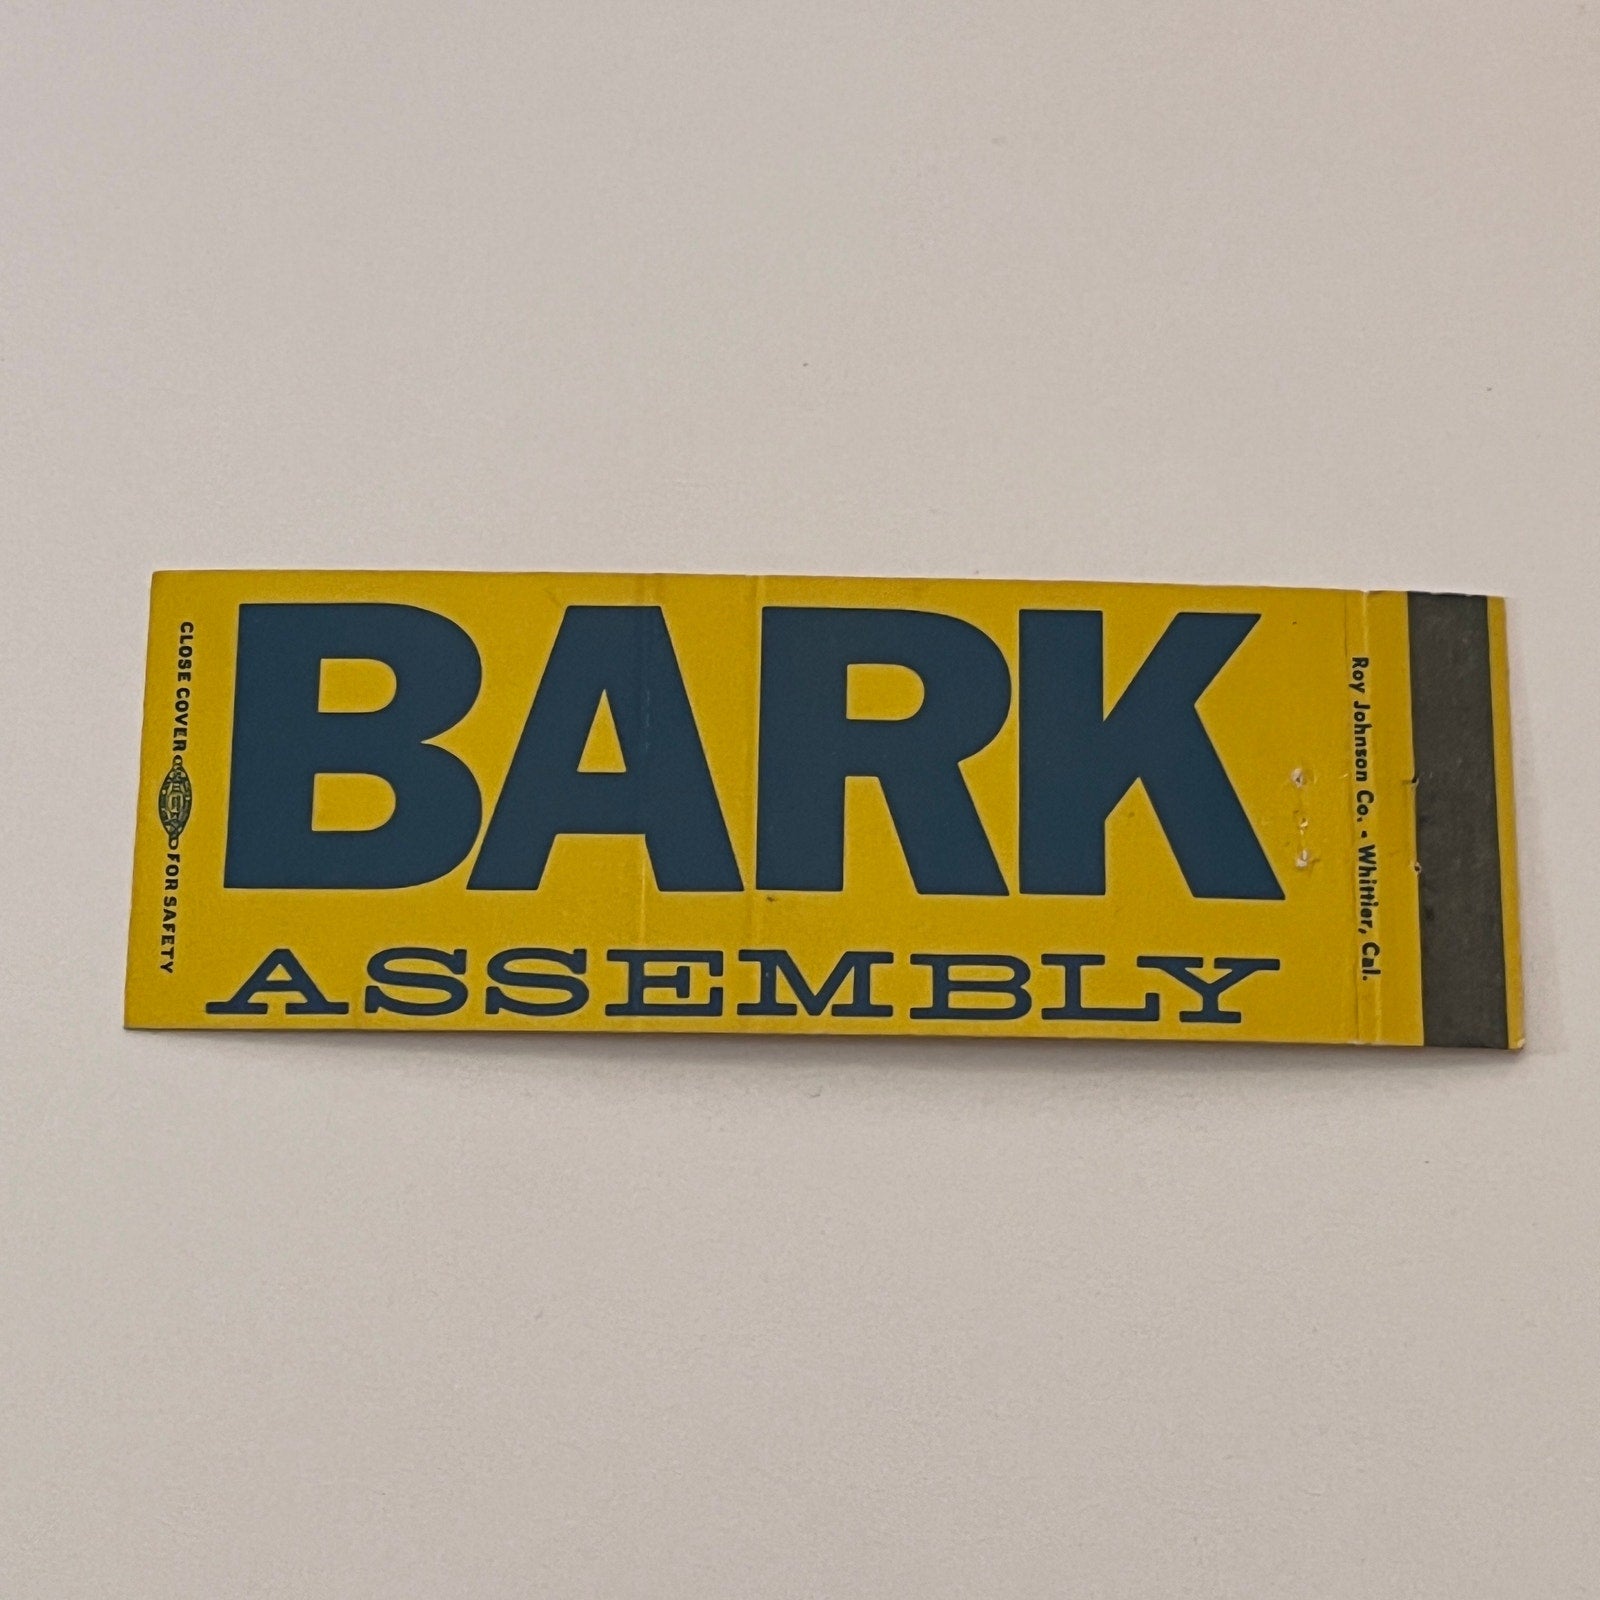 BARK
ASSEMBLY
CLOSE COVER FOR SAFETY
Roy Johnson Co. - Whittier, Cal.